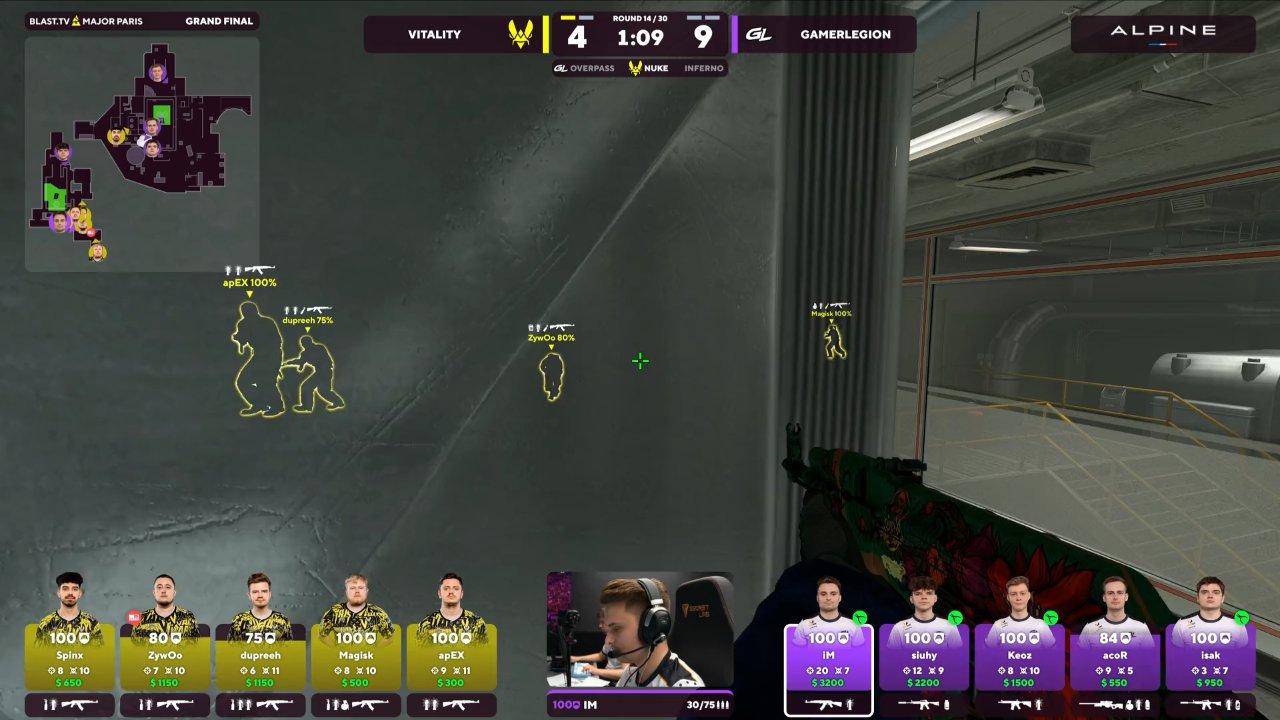 BLAST.TV MAJOR PARIS GRAND FINAL
VITALITY 4 ROUND 14 / 30 1:09 9 GL GAMERLEGION
GL OVERPASS NUKE INFERNO
ALPINE
B
apEX 100%
dupreeh 75%
ZywOo 80%
Magisk 100%
SECRET LAB
100 Spinx 8 10 $650
80 ZywOo 7 10 $1150
75 dupreeh 6 11 $1150
100 Magisk 8 10 $500
100 apEX 9 11 $300
100 IM 30/75
100 iM 20 7 $3200
100 siuhy 12 9 $2200
100 Keoz 8 10 $1500
84 acoR 9 5 $550
100 isak 3 7 $950